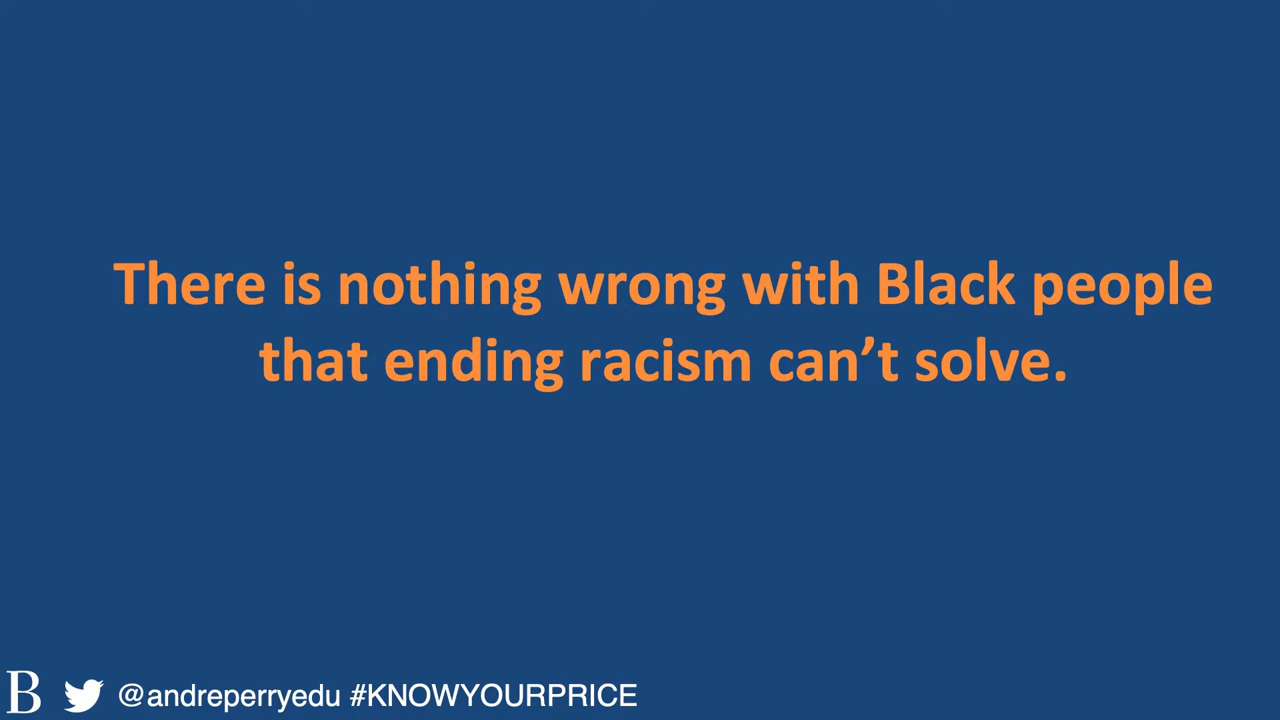 There is nothing wrong with Black people
that ending racism can’t solve.
B @andreperryedu #KNOWYOURPRICE